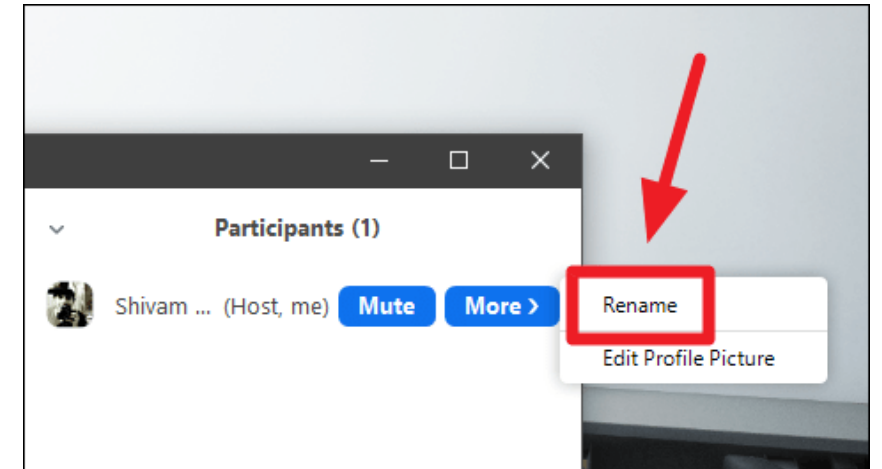 Participants (1)
Shivam ... (Host, me) Mute More >
Rename
Edit Profile Picture